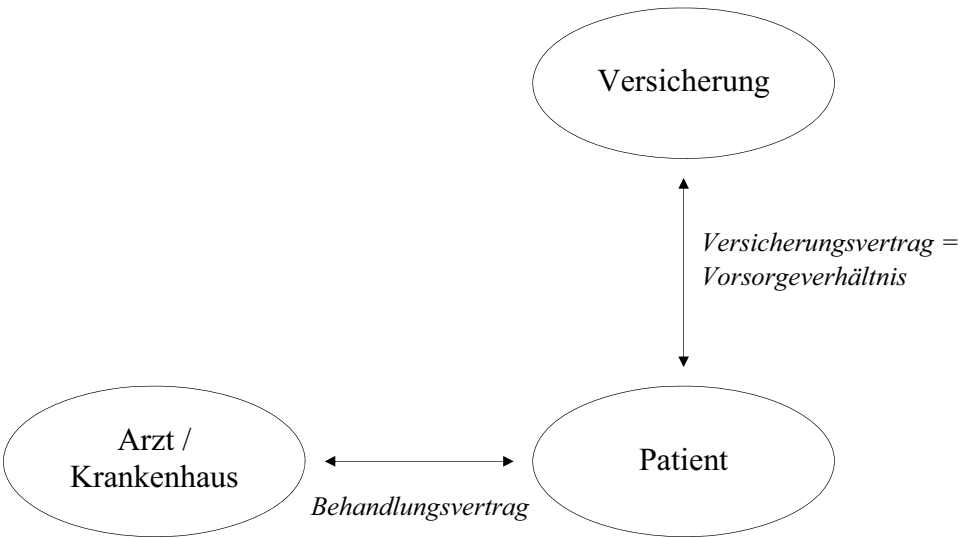 Versicherung
Versicherungsvertrag =
Vorsorgeverhältnis
Arzt /
Krankenhaus
Patient
Behandlungsvertrag